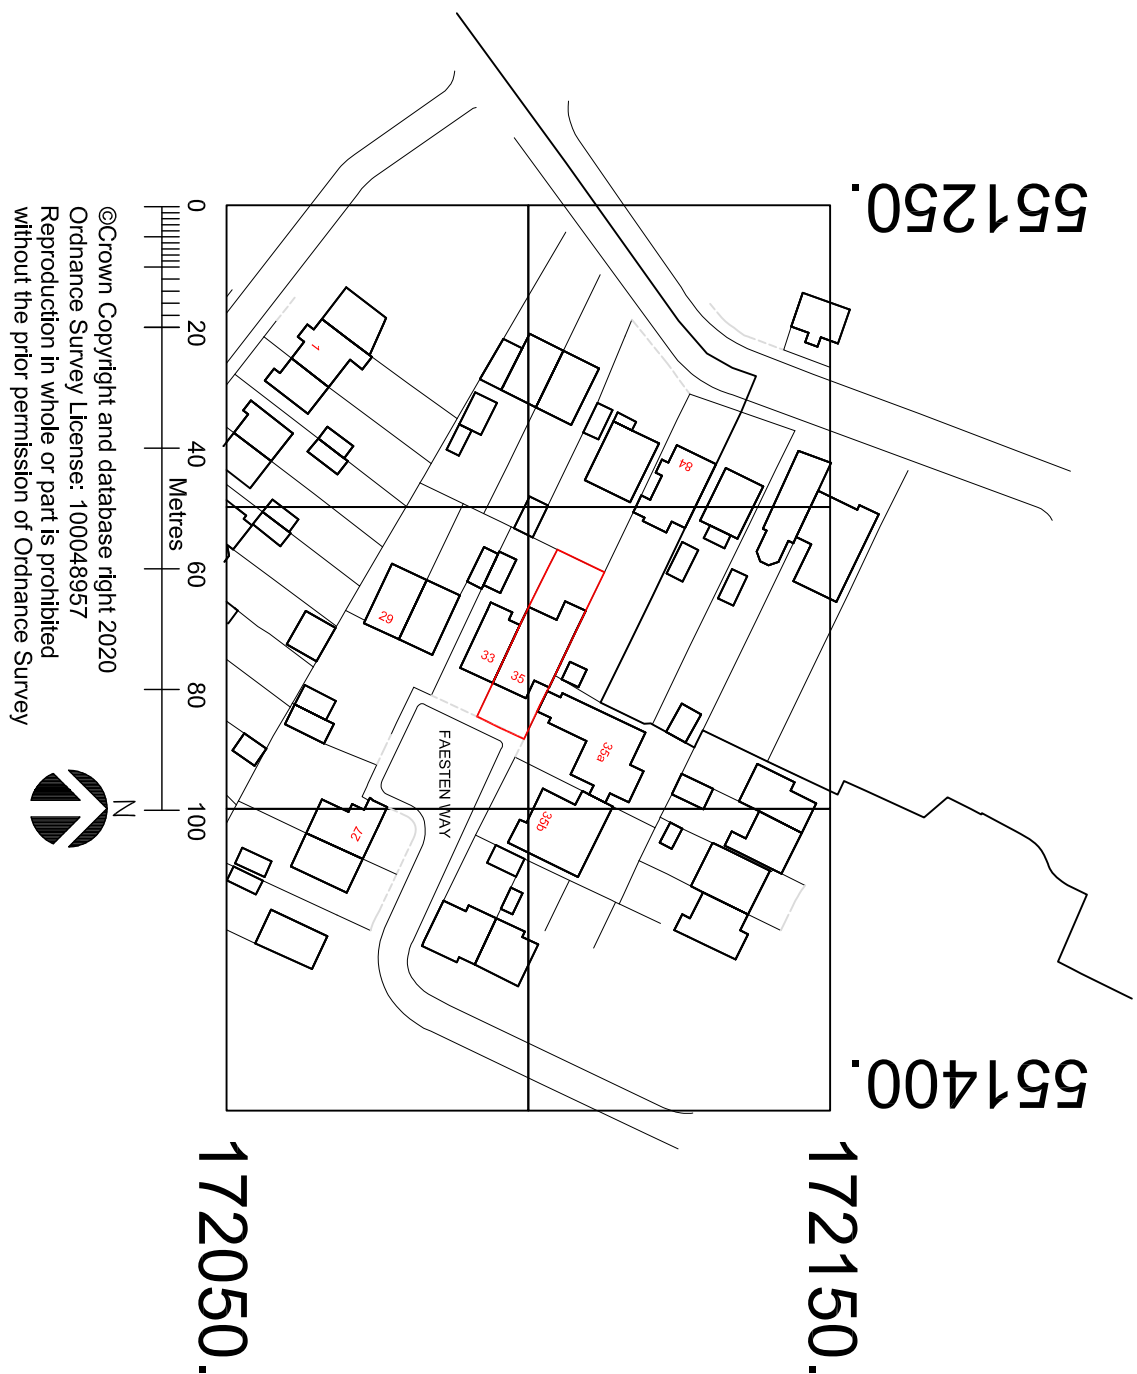 551250.
551400.
172050.
172150.
84
1
29
33
35
35a
35b
27
FAESTEN WAY
0
20
40
60
80
100
Metres
N
©Crown Copyright and database right 2020
Ordnance Survey License: 100048957
Reproduction in whole or part is prohibited
without the prior permission of Ordnance Survey